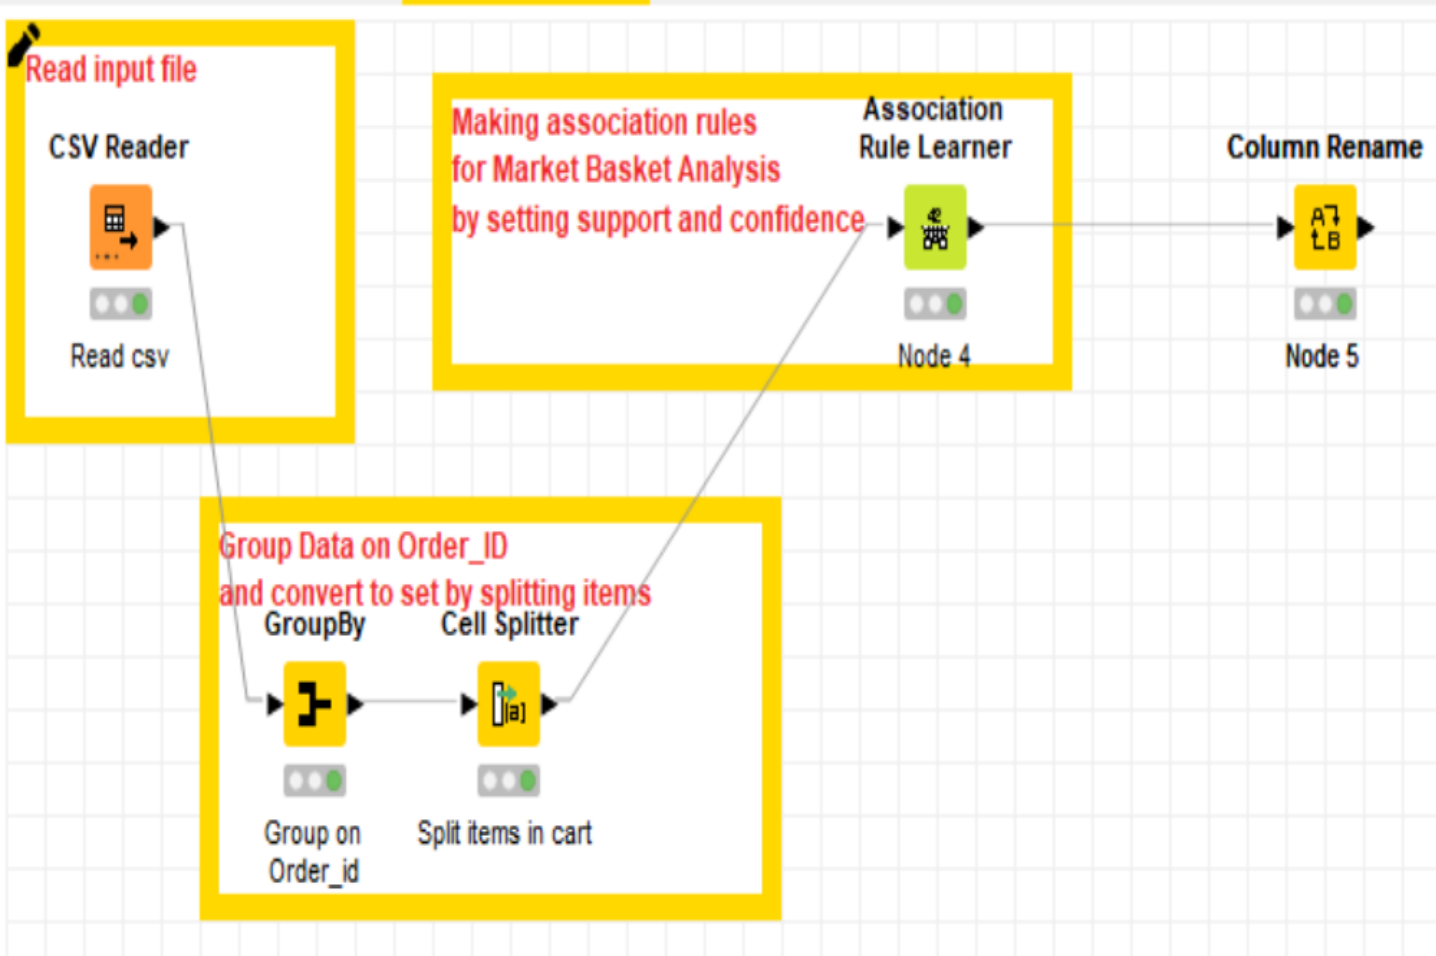 Read input file
CSV Reader
Read csv
Making association rules
for Market Basket Analysis
by setting support and confidence
Association
Rule Learner
Node 4
Column Rename
Node 5
Group Data on Order_ID
and convert to set by splitting items
GroupBy
Group on
Order_id
Cell Splitter
Split items in cart